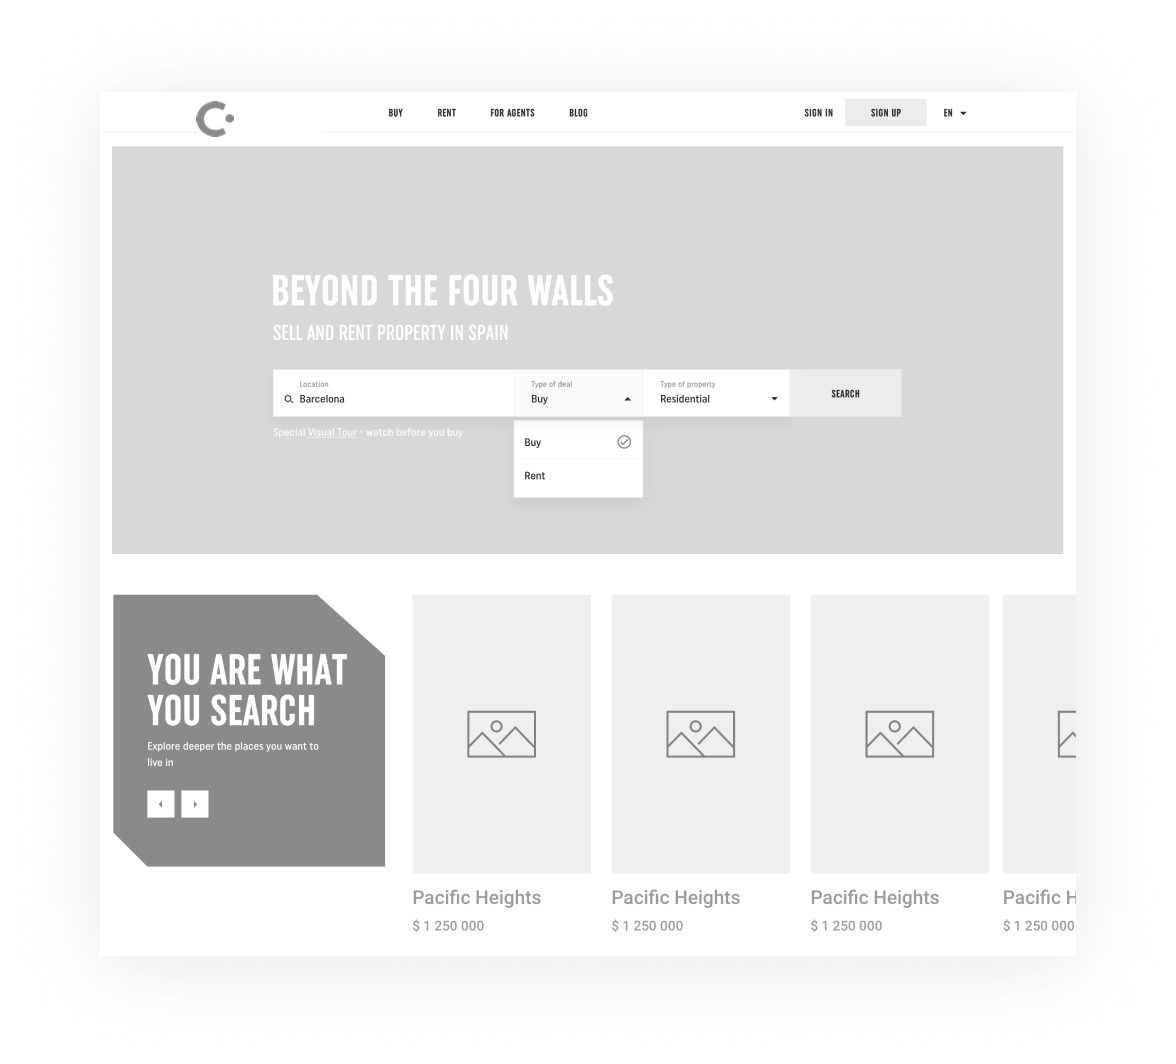 BUY RENT FOR AGENTS BLOG SIGN IN SIGN UP EN
BEYOND THE FOUR WALLS
SELL AND RENT PROPERTY IN SPAIN
Location Type of deal Type of property
Barcelona Buy Residential SEARCH
Special Visual Tour - watch before you buy
Buy
Rent
YOU ARE WHAT
YOU SEARCH
Explore deeper the places you want to
live in
Pacific Heights Pacific Heights Pacific Heights Pacific H
$ 1 250 000 $ 1 250 000 $ 1 250 000 $ 1 250 000